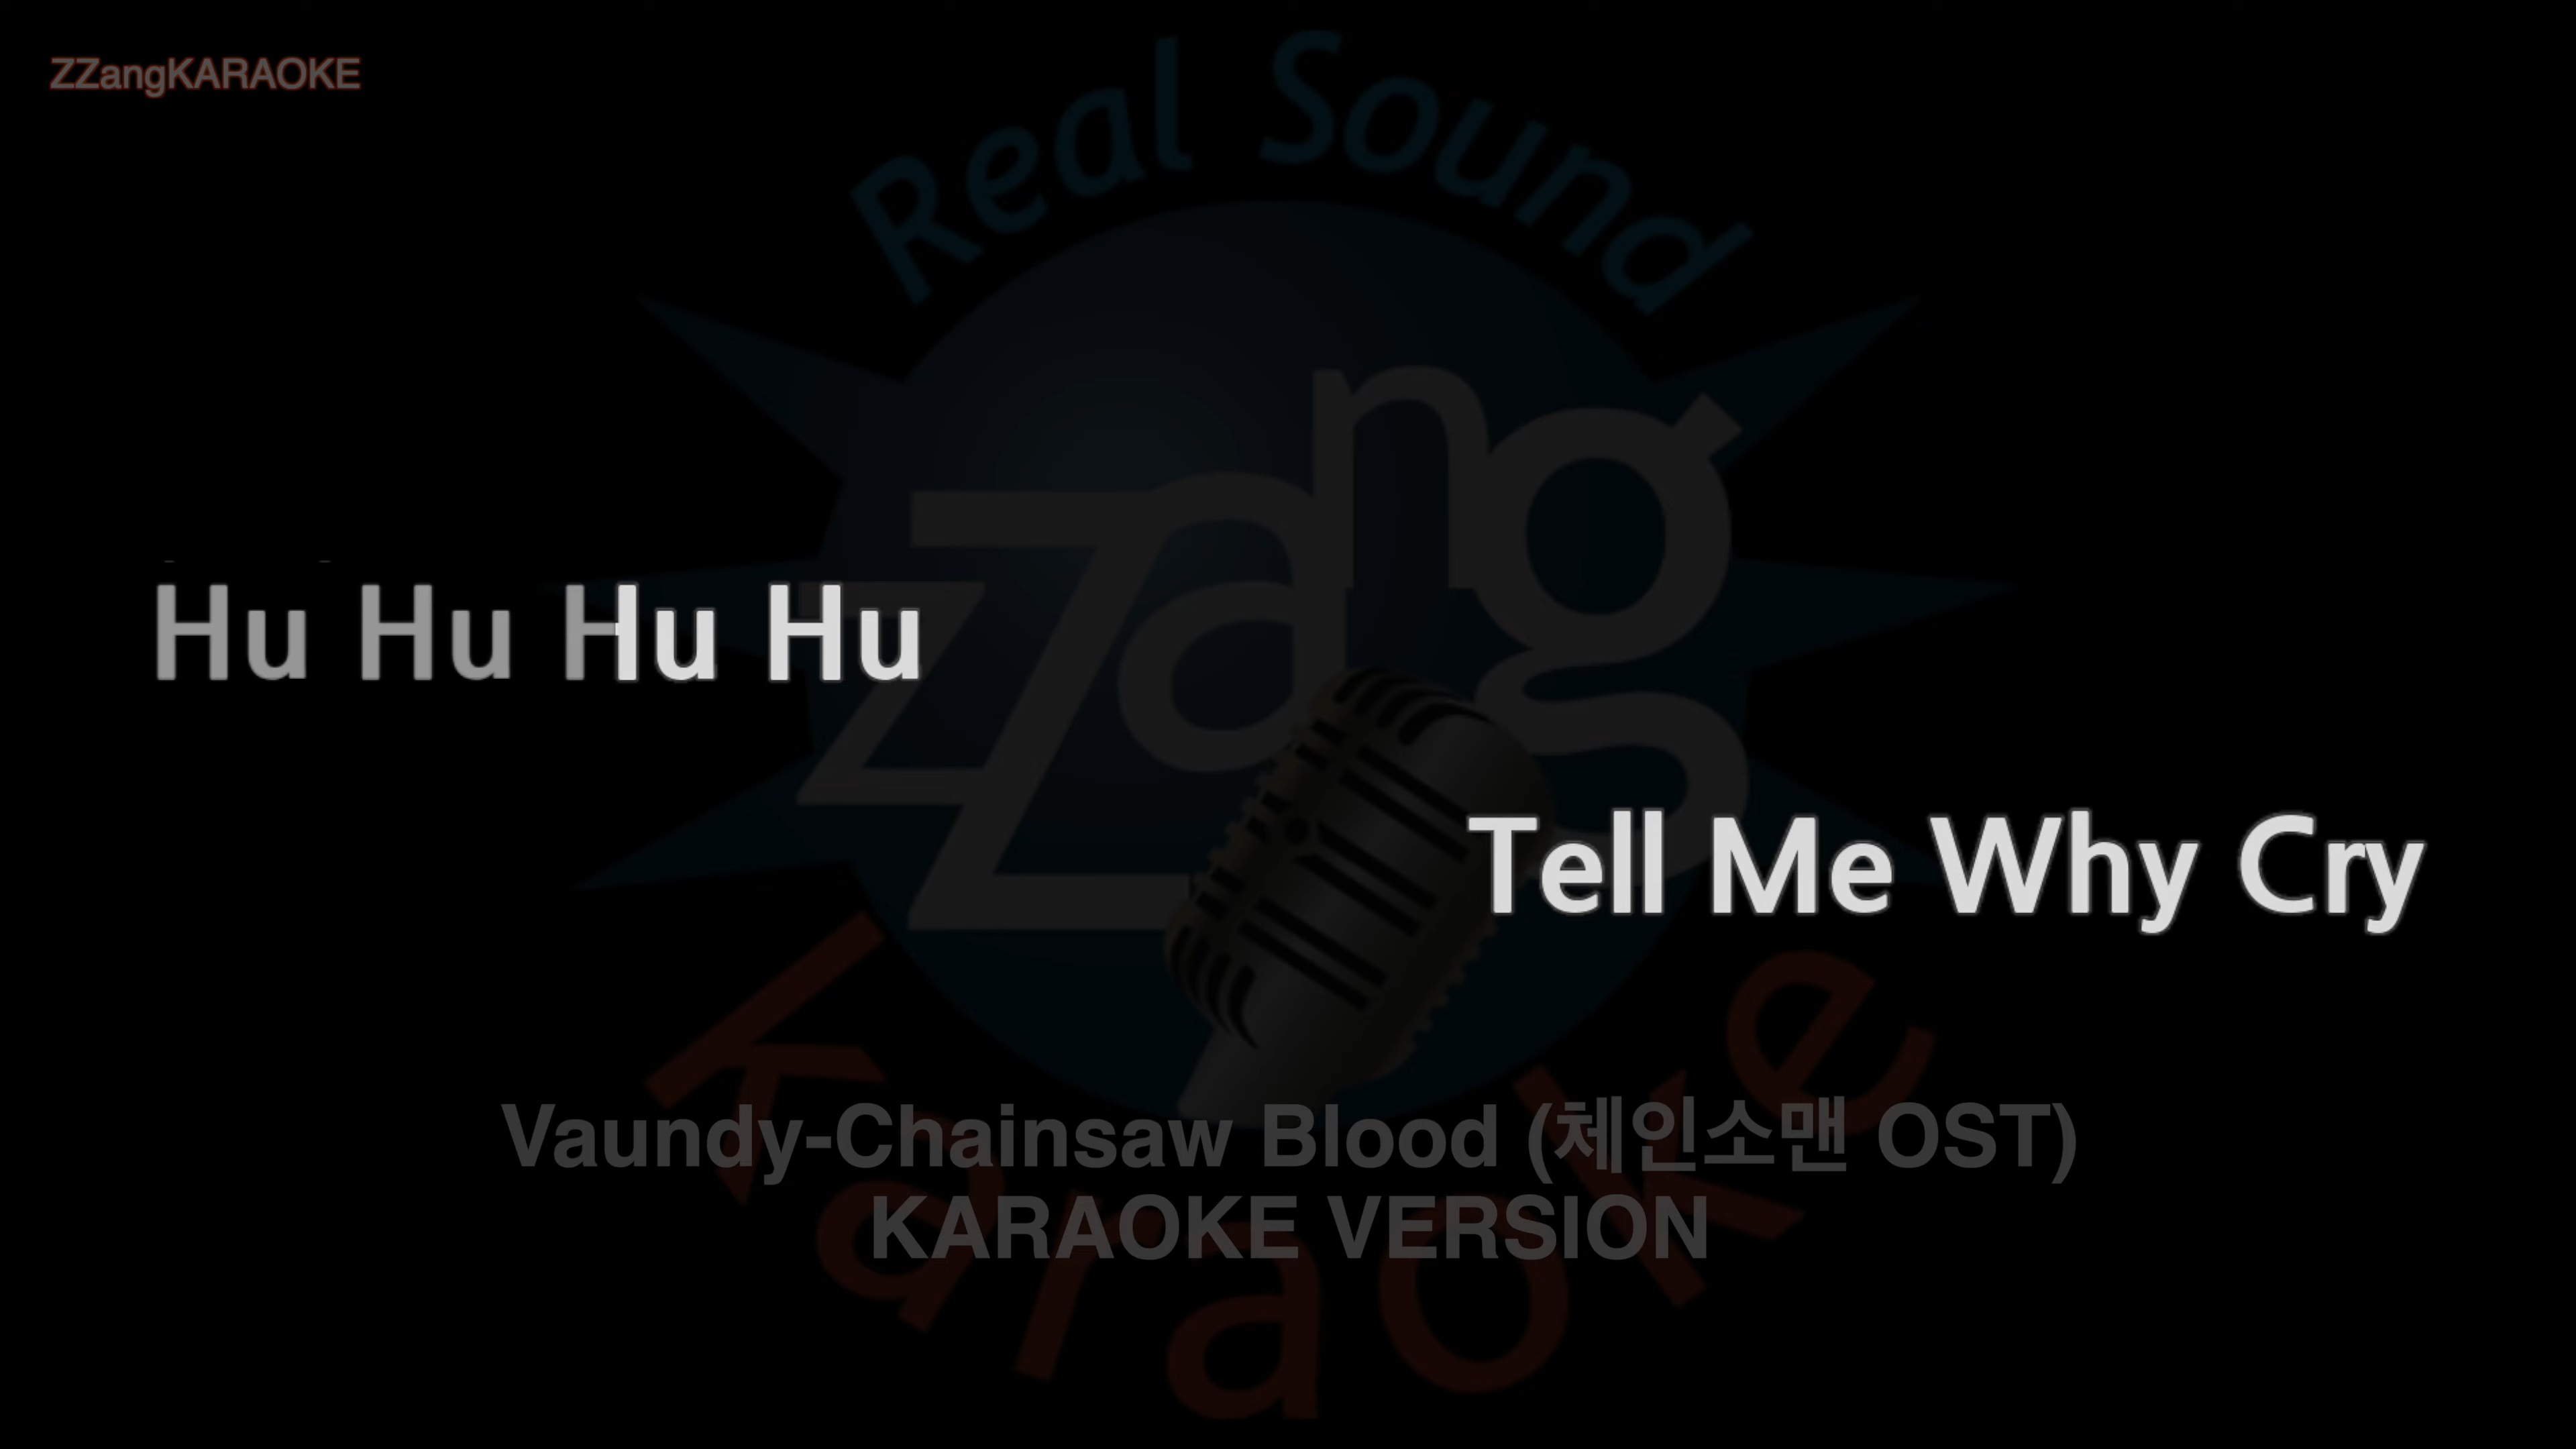 ZZangKARAOKE
Real Sound
ZZang
Hu Hu Hu Hu
Tell Me Why Cry
Karaoke
Vaundy-Chainsaw Blood (체인소맨 OST)
KARAOKE VERSION